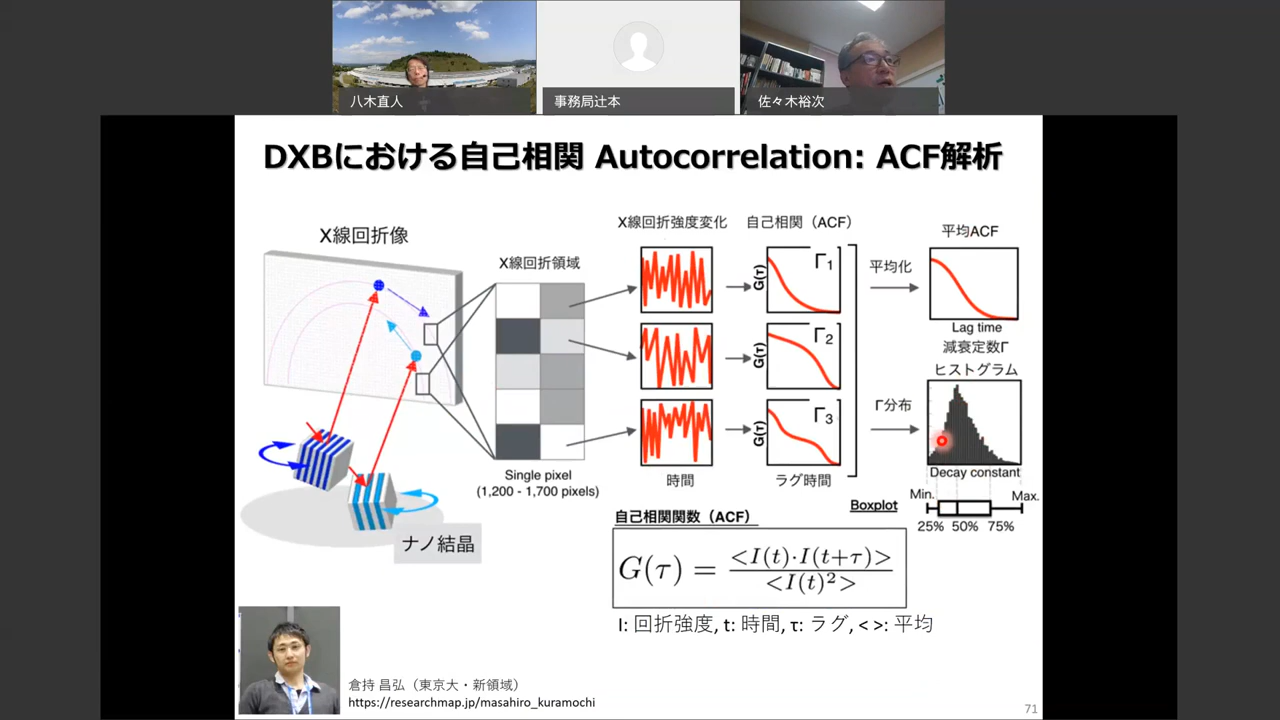 八木直人
事務局辻本
佐々木裕次
DXBにおける自己相関 Autocorrelation: ACF解析
X線回折像
X線回折領域
X線回折強度変化
自己相関（ACF）
平均ACF
G(τ)
Γ1
G(τ)
Γ2
G(τ)
Γ3
平均化
Γ分布
Lag time
減衰定数Γ
ヒストグラム
Decay constant
Single pixel
(1,200 - 1,700 pixels)
時間
ラグ時間
Boxplot
Min.
Max.
25% 50% 75%
ナノ結晶
自己相関関数（ACF）
G(τ) = <I(t)·I(t+τ)> / <I(t)²>
I: 回折強度, t: 時間, τ: ラグ, < >: 平均
倉持 昌弘（東京大・新領域）
https://researchmap.jp/masahiro_kuramochi
71